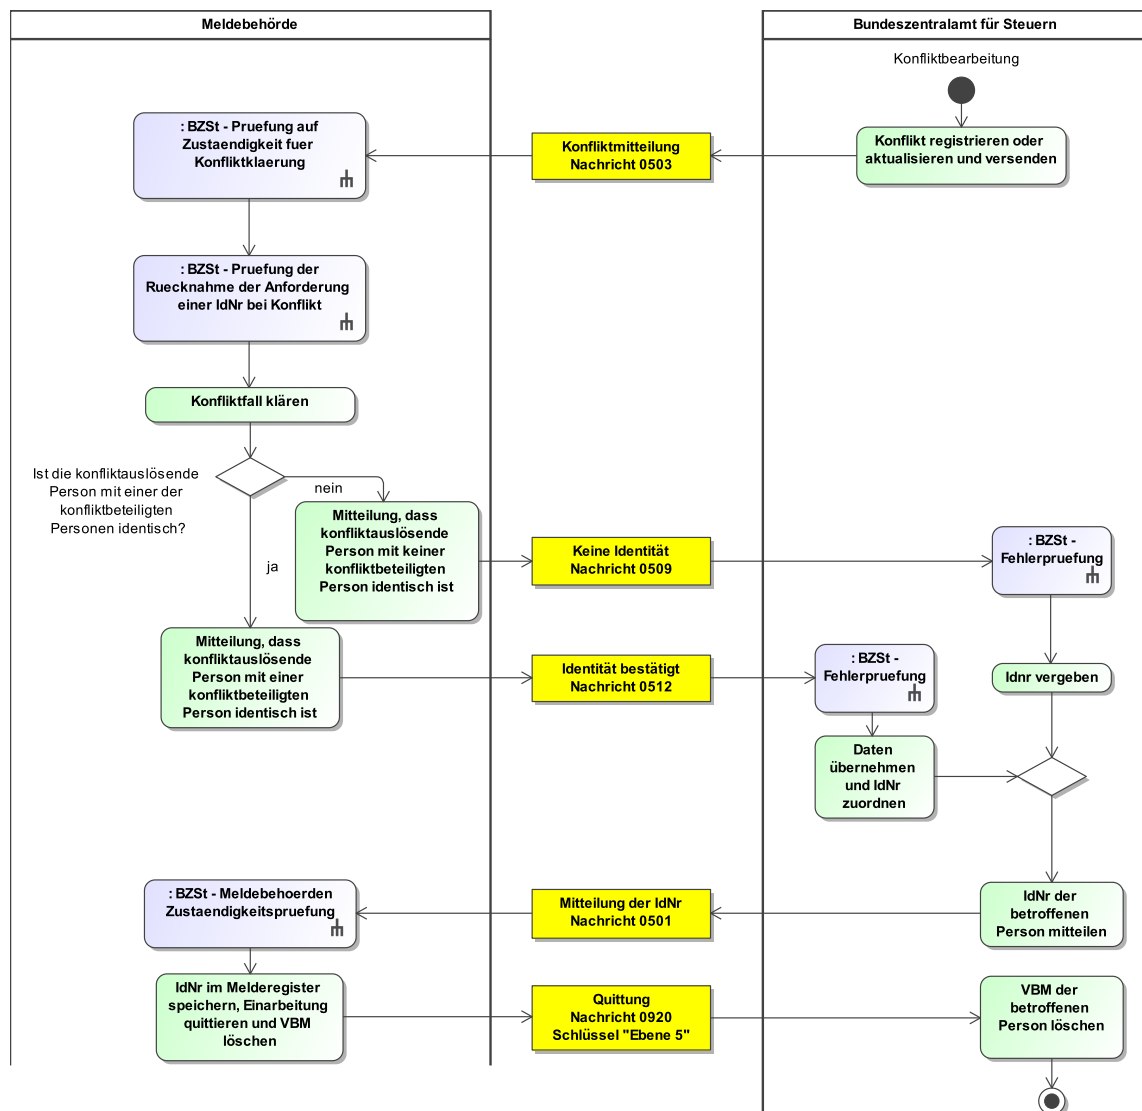 Meldebehörde
Bundeszentralamt für Steuern
Konfliktbearbeitung
: BZSt - Pruefung auf
Zustaendigkeit fuer
Konfliktklaerung
Konfliktmitteilung
Nachricht 0503
Konflikt registrieren oder
aktualisieren und versenden
: BZSt - Pruefung der
Ruecknahme der Anforderung
einer IdNr bei Konflikt
Konfliktfall klären
Ist die konfliktauslösende
Person mit einer der
konfliktbeteiligten
Personen identisch?
nein
ja
Mitteilung, dass
konfliktauslösende
Person mit keiner
konfliktbeteiligten
Person identisch ist
Keine Identität
Nachricht 0509
: BZSt -
Fehlerpruefung
Mitteilung, dass
konfliktauslösende
Person mit einer
konfliktbeteiligten
Person identisch ist
Identität bestätigt
Nachricht 0512
: BZSt -
Fehlerpruefung
Idnr vergeben
Daten
übernehmen
und IdNr
zuordnen
: BZSt - Meldebehoerden
Zustaendigkeitspruefung
Mitteilung der IdNr
Nachricht 0501
IdNr der
betroffenen
Person mitteilen
IdNr im Melderegister
speichern, Einarbeitung
quittieren und VBM
löschen
Quittung
Nachricht 0920
Schlüssel "Ebene 5"
VBM der
betroffenen
Person löschen